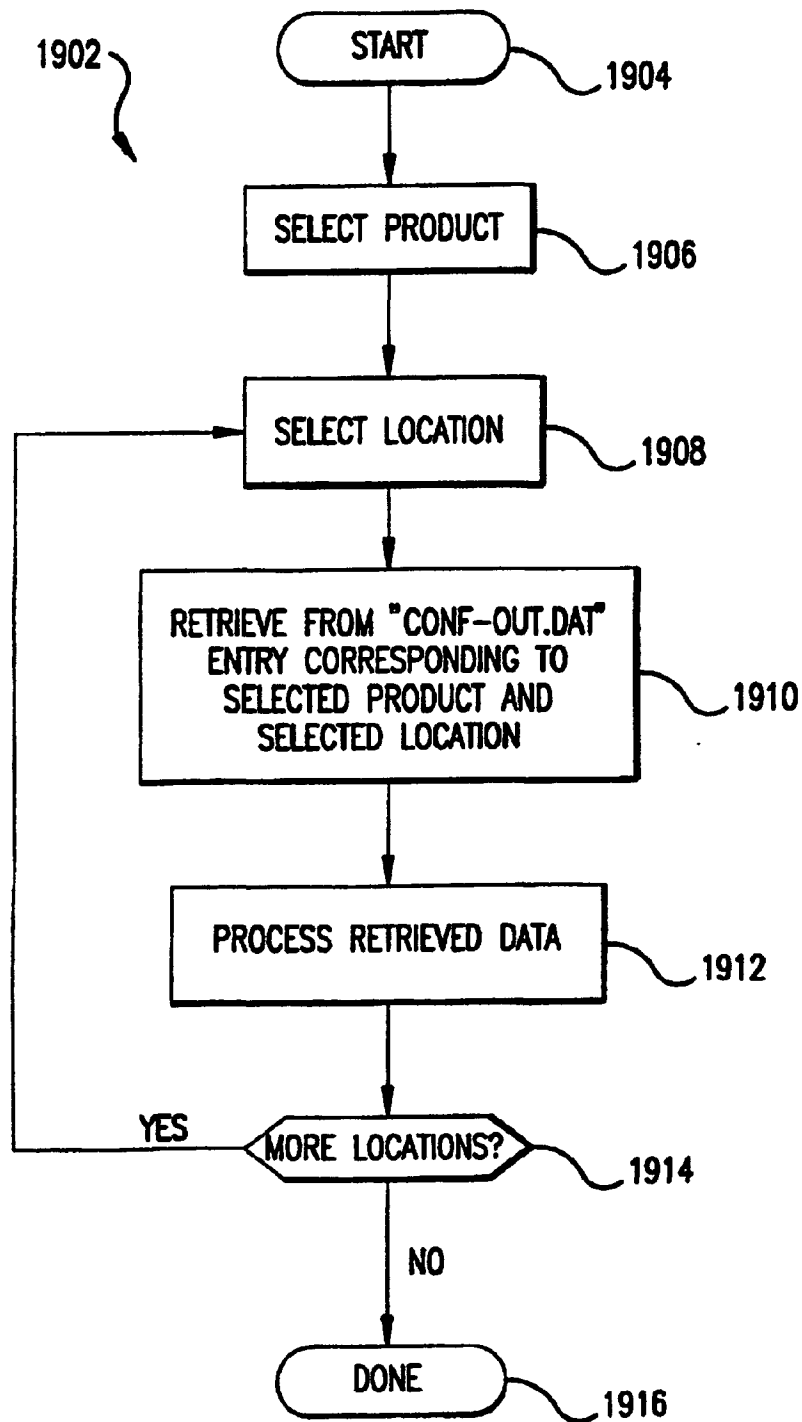 1902
START
1904
SELECT PRODUCT
1906
SELECT LOCATION
1908
RETRIEVE FROM "CONF-OUT.DAT"
ENTRY CORRESPONDING TO
SELECTED PRODUCT AND
SELECTED LOCATION
1910
PROCESS RETRIEVED DATA
1912
YES
MORE LOCATIONS?
1914
NO
DONE
1916